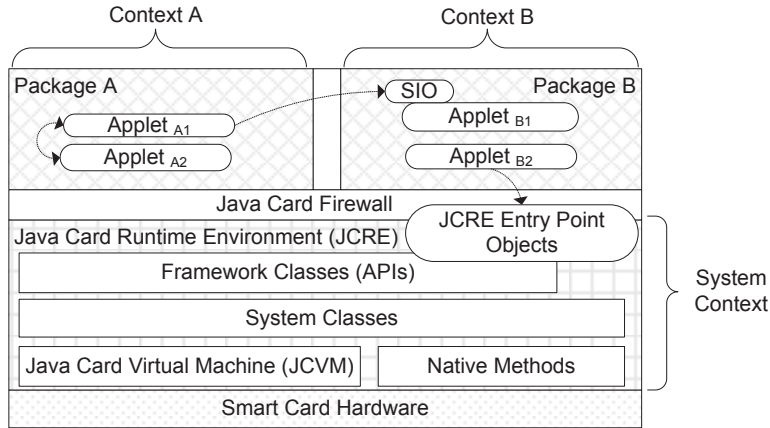 Context A
Context B
Package A
SIO
Package B
Applet A1
Applet B1
Applet A2
Applet B2
Java Card Firewall
JCRE Entry Point
Objects
Java Card Runtime Environment (JCRE)
Framework Classes (APIs)
System
Context
System Classes
Java Card Virtual Machine (JCVM)
Native Methods
Smart Card Hardware